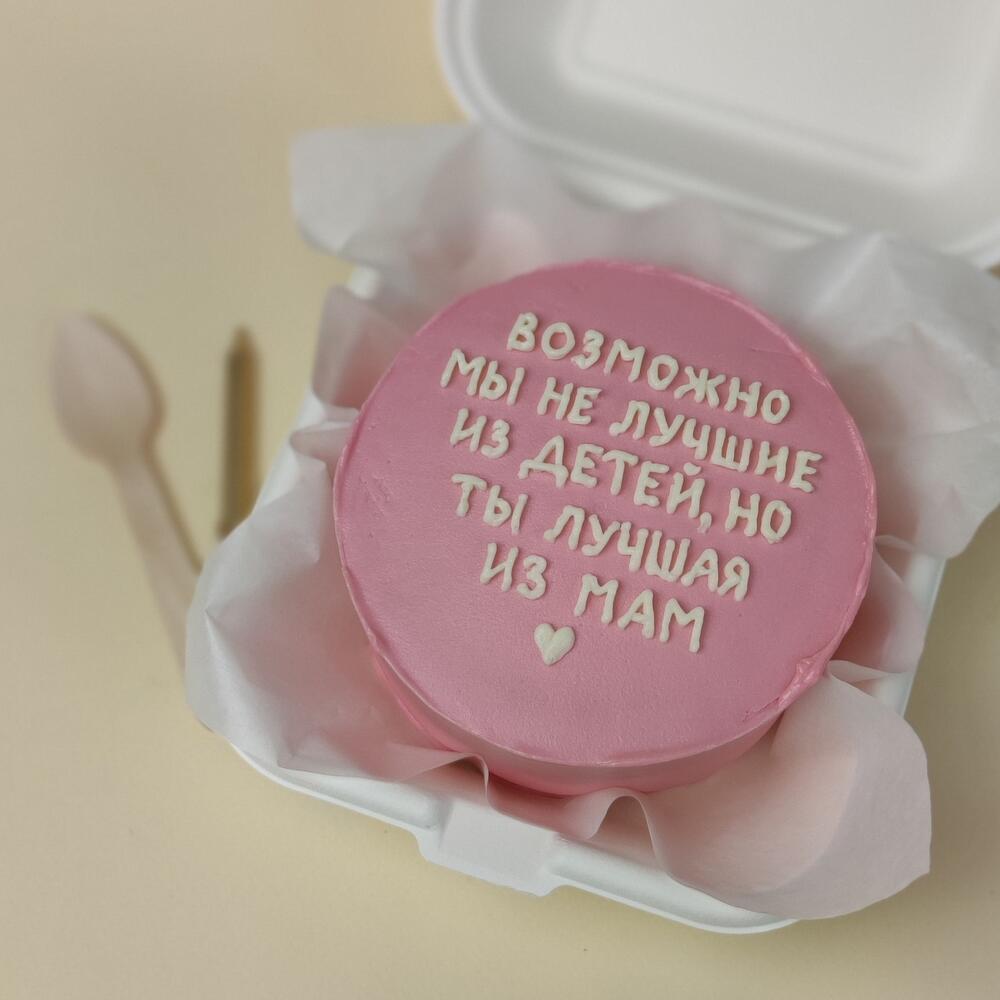 ВОЗМОЖНО
МЫ НЕ ЛУЧШИЕ
ИЗ ДЕТЕЙ, НО
ТЫ ЛУЧШАЯ
ИЗ МАМ